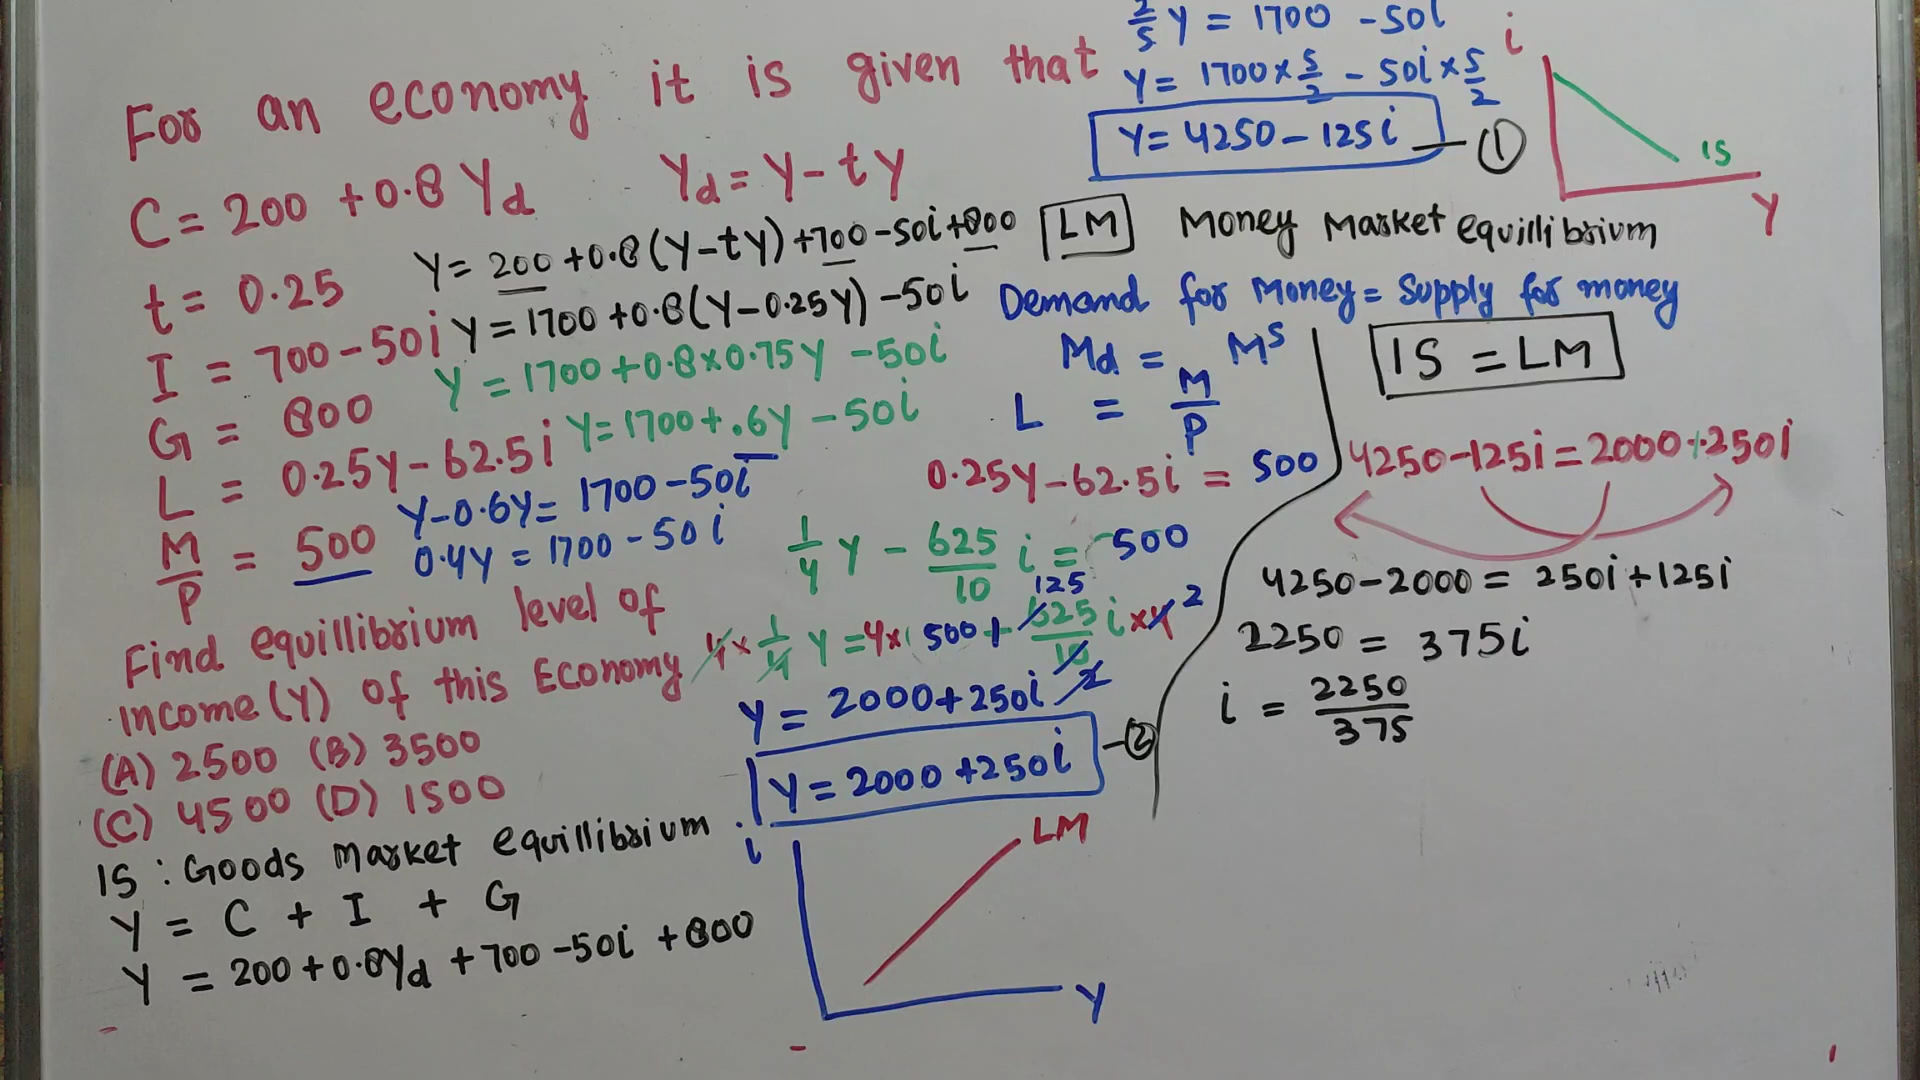 For an economy it is given that
C = 200 + 0.8 Yd   Yd = Y - tY
t = 0.25
I = 700 - 50i
G = 800
L = 0.25Y - 62.5i
M/P = 500
Find equillibrium level of
income (Y) of this Economy
(A) 2500 (B) 3500
(C) 4500 (D) 1500
IS : Goods Market equillibrium
Y = C + I + G
Y = 200 + 0.8Yd + 700 - 50i + 800
Y = 200 + 0.8(Y - tY) + 700 - 50i + 800
Y = 1700 + 0.8(Y - 0.25Y) - 50i
Y = 1700 + 0.8 × 0.75Y - 50i
Y = 1700 + .6Y - 50i
Y - 0.6Y = 1700 - 50i
0.4Y = 1700 - 50i
2/5 Y = 1700 - 50i
Y = 1700 × 5/2 - 50i × 5/2
Y = 4250 - 125i — 1
i
IS
Y
LM Money Market equillibrium
Demand for Money = Supply for money
Md = Ms
L = M/P
0.25Y - 62.5i = 500
1/4 Y - 625/10 i = 500
4 × 1/4 Y = 4 × 500 + 625/10 i × 4
125 2
2
Y = 2000 + 250i
Y = 2000 + 250i — 2
i
LM
Y
IS = LM
4250 - 125i = 2000 + 250i
4250 - 2000 = 250i + 125i
2250 = 375i
i = 2250/375